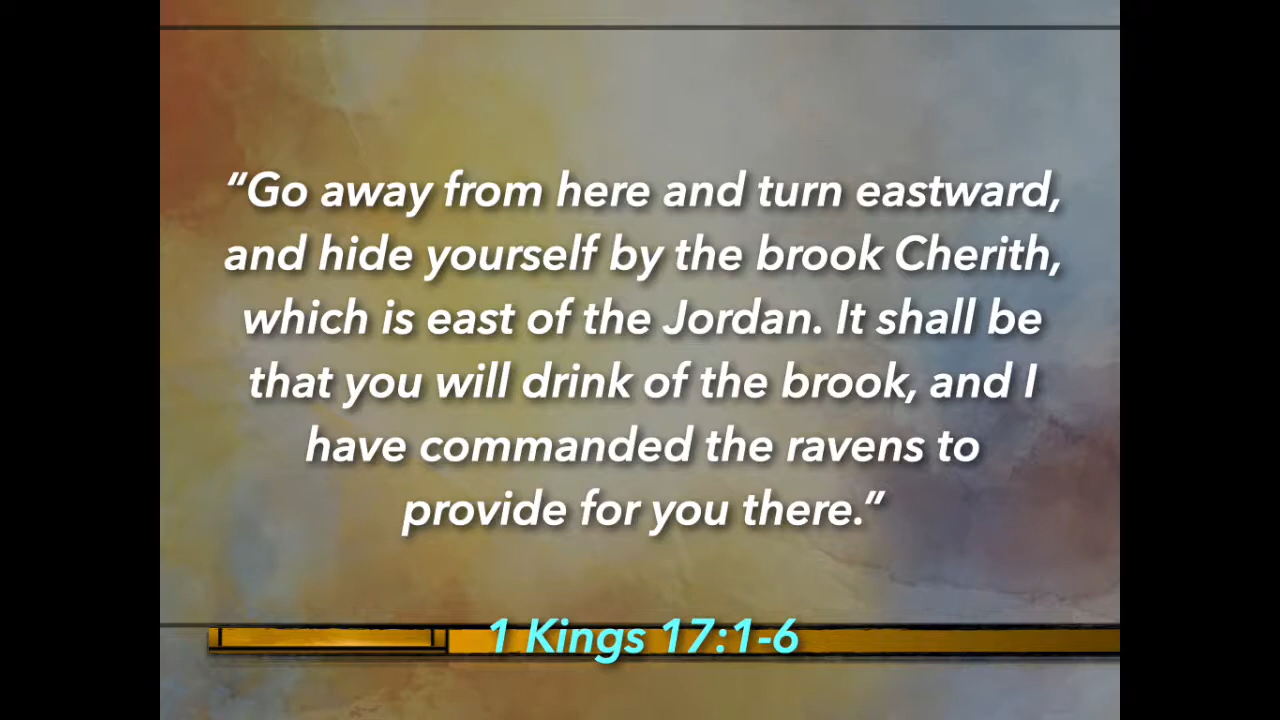 “Go away from here and turn eastward,
and hide yourself by the brook Cherith,
which is east of the Jordan. It shall be
that you will drink of the brook, and I
have commanded the ravens to
provide for you there.”
1 Kings 17:1-6